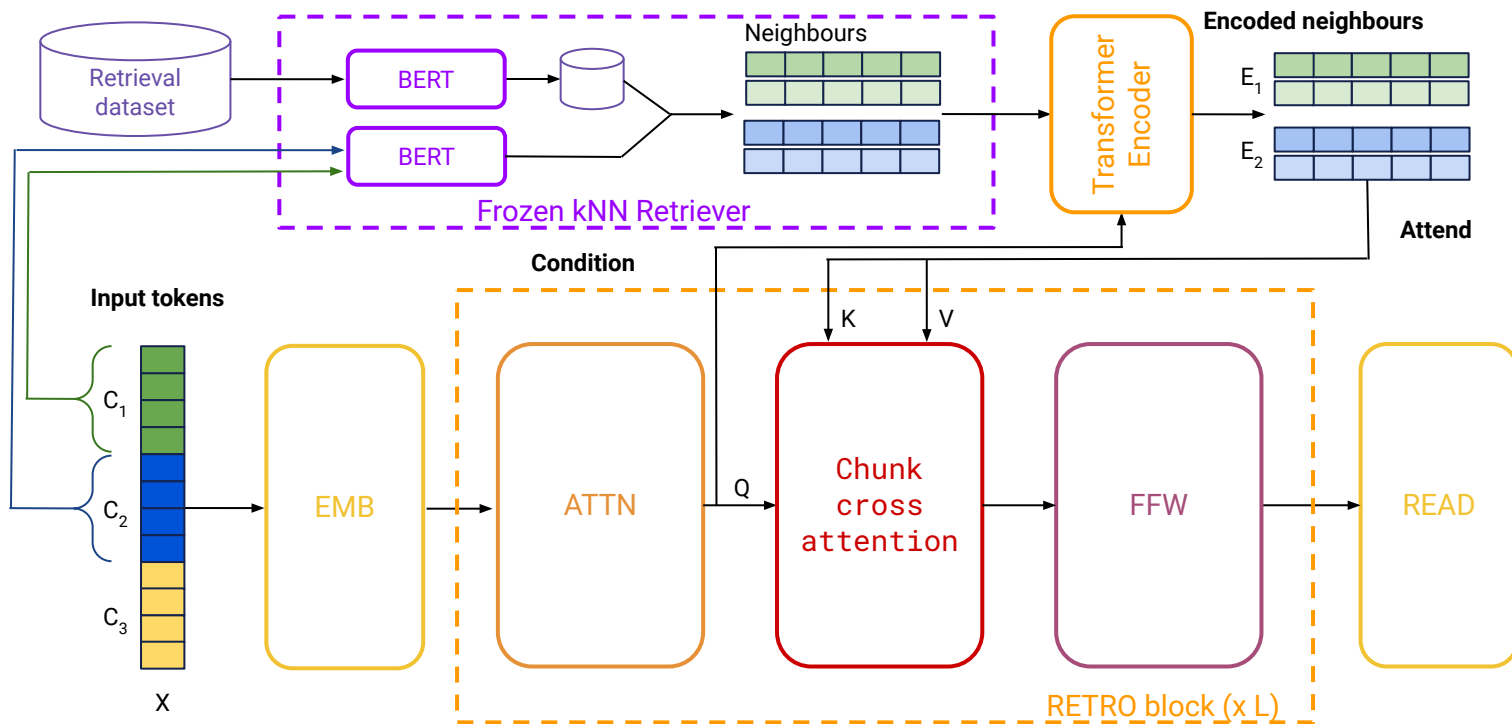 Retrieval
dataset
BERT
BERT
Neighbours
Frozen kNN Retriever
Transformer
Encoder
Encoded neighbours
E₁
E₂
Attend
Condition
Input tokens
C₁
C₂
C₃
X
EMB
ATTN
Q
K
V
Chunk
cross
attention
FFW
READ
RETRO block (x L)